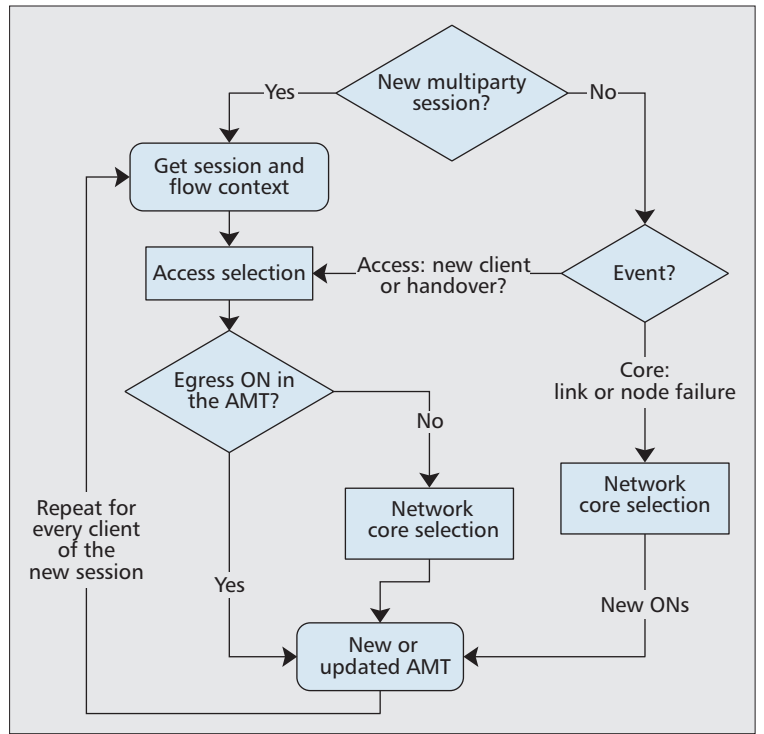 New multiparty
session?
Yes
No
Get session and
flow context
Access selection
Access: new client
or handover?
Event?
Egress ON in
the AMT?
Core:
link or node failure
No
Network
core selection
Network
core selection
Repeat for
every client
of the
new session
Yes
New ONs
New or
updated AMT